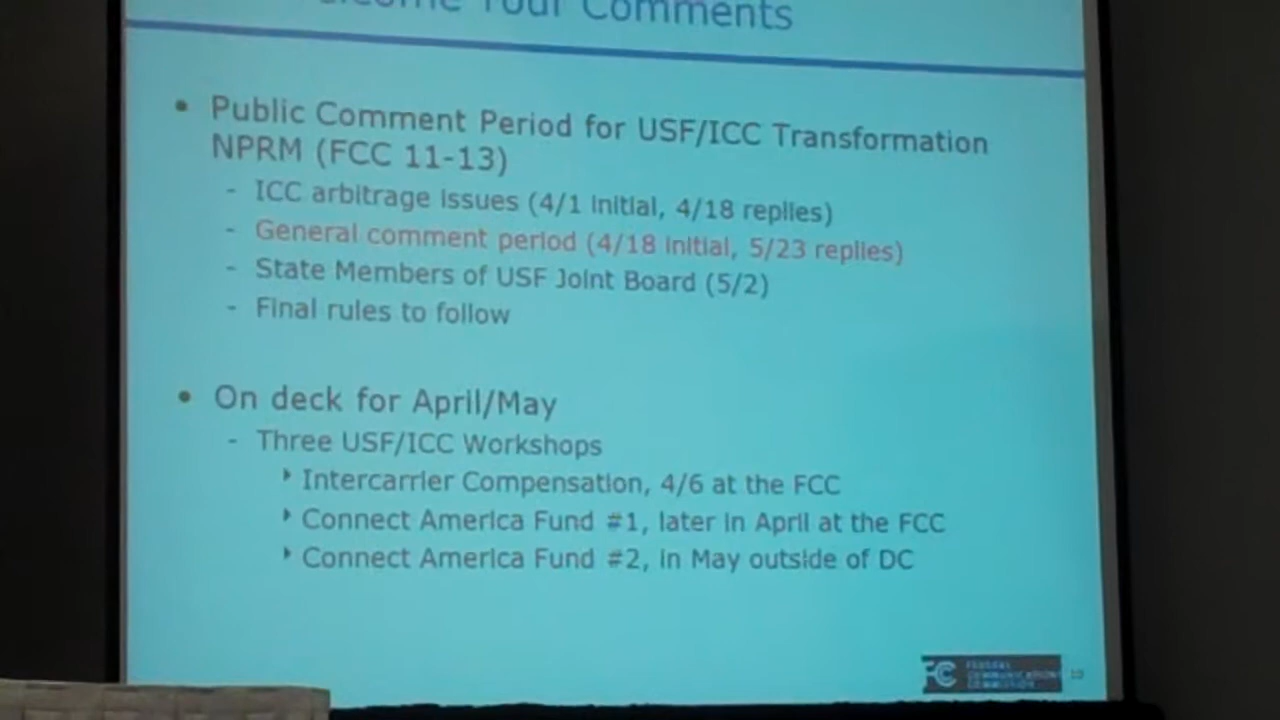 Your Comments
• Public Comment Period for USF/ICC Transformation
NPRM (FCC 11-13)
- ICC arbitrage issues (4/1 initial, 4/18 replies)
- General comment period (4/18 initial, 5/23 replies)
- State Members of USF Joint Board (5/2)
- Final rules to follow
• On deck for April/May
- Three USF/ICC Workshops
Intercarrier Compensation, 4/6 at the FCC
Connect America Fund #1, later in April at the FCC
Connect America Fund #2, in May outside of DC
FC